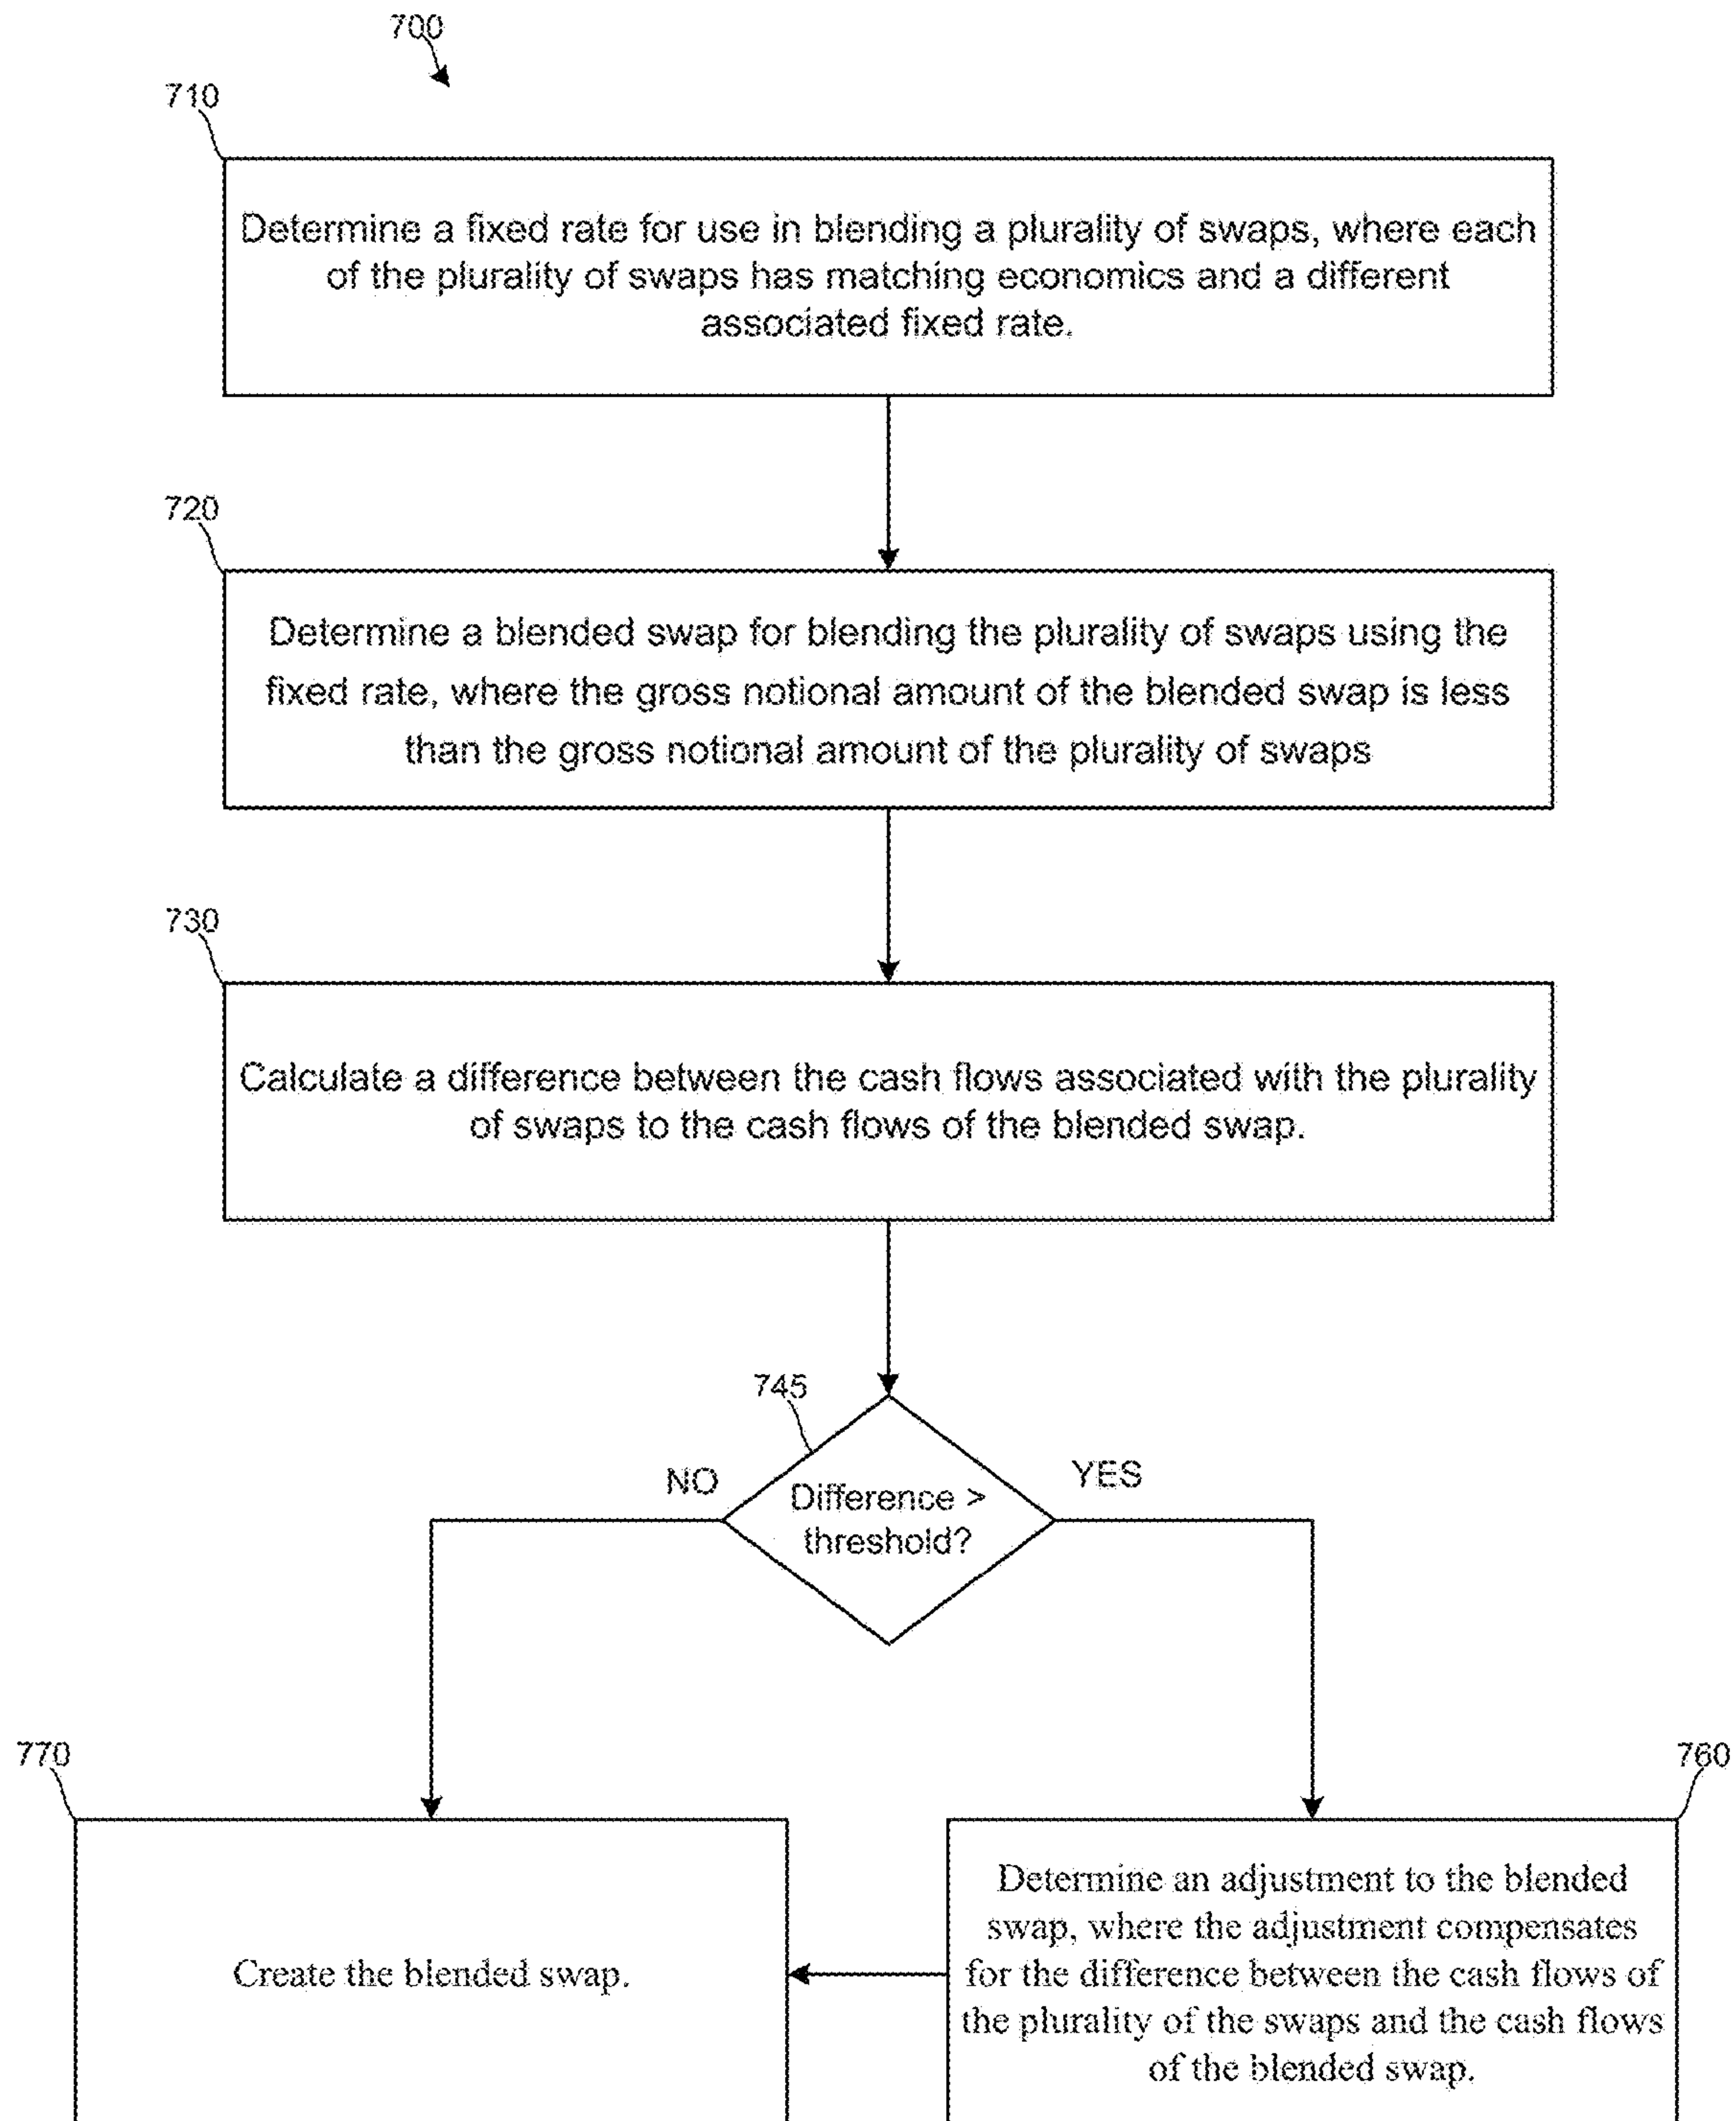 700
710
Determine a fixed rate for use in blending a plurality of swaps, where each
of the plurality of swaps has matching economics and a different
associated fixed rate.
720
Determine a blended swap for blending the plurality of swaps using the
fixed rate, where the gross notional amount of the blended swap is less
than the gross notional amount of the plurality of swaps
730
Calculate a difference between the cash flows associated with the plurality
of swaps to the cash flows of the blended swap.
745
NO
YES
Difference >
threshold?
770
760
Create the blended swap.
Determine an adjustment to the blended
swap, where the adjustment compensates
for the difference between the cash flows of
the plurality of the swaps and the cash flows
of the blended swap.